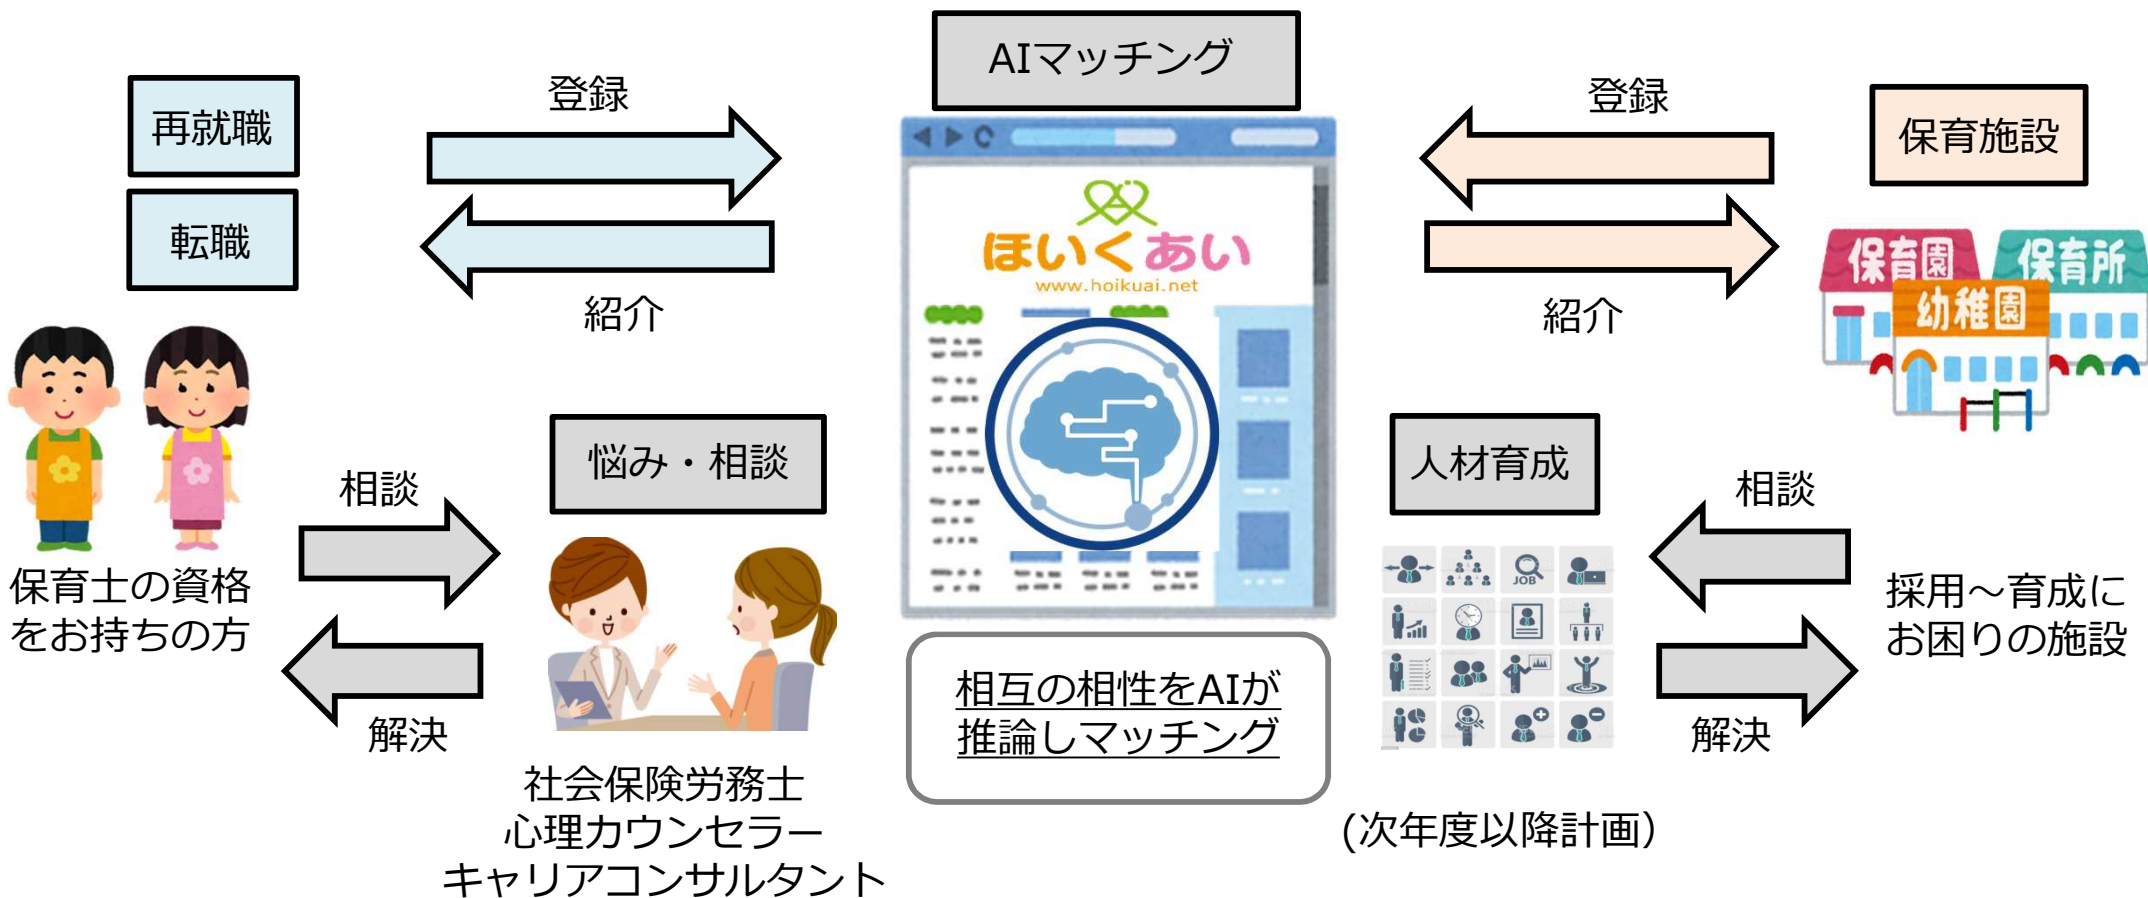 AIマッチング
再就職
転職
登録
紹介
登録
紹介
保育施設
ほいくあい
www.hoikuai.net
保育園
保育所
幼稚園
保育士の資格
をお持ちの方
相談
解決
悩み・相談
社会保険労務士
心理カウンセラー
キャリアコンサルタント
相互の相性をAIが
推論しマッチング
人材育成
JOB
(次年度以降計画）
相談
解決
採用～育成に
お困りの施設